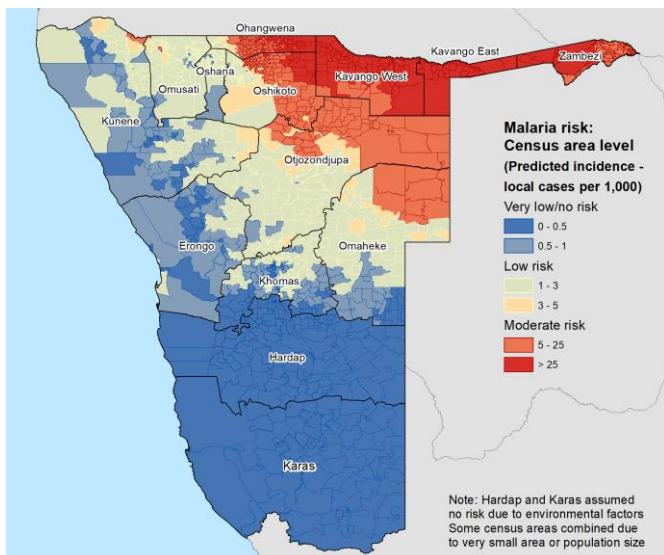 Ohangwena
Kavango East
Zambezi
Oshana
Omusati
Oshikoto
Kavango West
Kunene
Otjozondjupa
Erongo
Omaheke
Khomas
Hardap
Karas
Malaria risk:
Census area level
(Predicted incidence -
local cases per 1,000)
Very low/no risk
0 - 0.5
0.5 - 1
Low risk
1 - 3
3 - 5
Moderate risk
5 - 25
> 25
Note: Hardap and Karas assumed
no risk due to environmental factors
Some census areas combined due
to very small area or population size